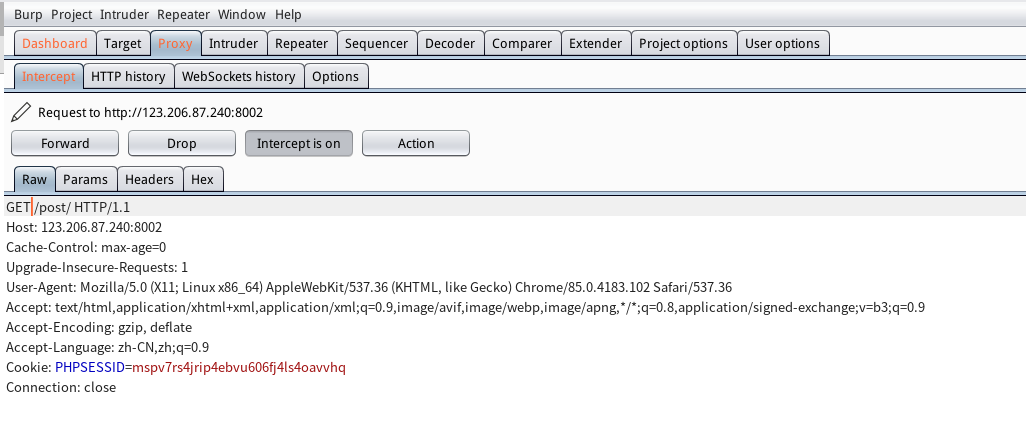 Burp Project Intruder Repeater Window Help
Dashboard Target Proxy Intruder Repeater Sequencer Decoder Comparer Extender Project options User options
Intercept HTTP history WebSockets history Options
Request to http://123.206.87.240:8002
Forward Drop Intercept is on Action
Raw Params Headers Hex
GET /post/ HTTP/1.1
Host: 123.206.87.240:8002
Cache-Control: max-age=0
Upgrade-Insecure-Requests: 1
User-Agent: Mozilla/5.0 (X11; Linux x86_64) AppleWebKit/537.36 (KHTML, like Gecko) Chrome/85.0.4183.102 Safari/537.36
Accept: text/html,application/xhtml+xml,application/xml;q=0.9,image/avif,image/webp,image/apng,*/*;q=0.8,application/signed-exchange;v=b3;q=0.9
Accept-Encoding: gzip, deflate
Accept-Language: zh-CN,zh;q=0.9
Cookie: PHPSESSID=mspv7rs4jrip4ebvu606fj4ls4oavvhq
Connection: close